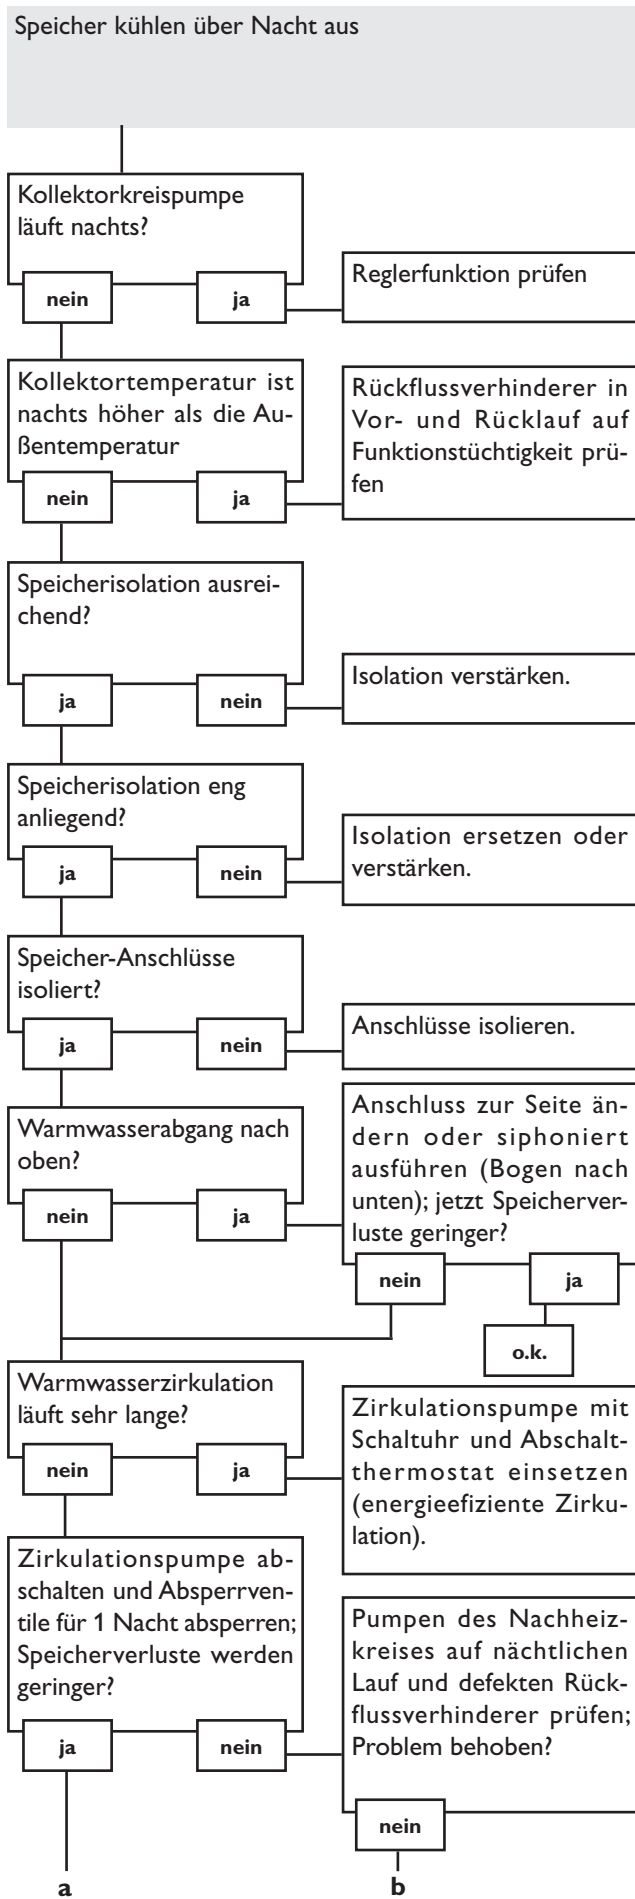 Speicher kühlen über Nacht aus
Kollektorkreispumpe
läuft nachts?
nein
ja
Reglerfunktion prüfen
Kollektortemperatur ist
nachts höher als die Au-
ßentemperatur
nein
ja
Rückflussverhinderer in
Vor- und Rücklauf auf
Funktionstüchtigkeit prü-
fen
Speicherisolation ausrei-
chend?
ja
nein
Isolation verstärken.
Speicherisolation eng
anliegend?
ja
nein
Isolation ersetzen oder
verstärken.
Speicher-Anschlüsse
isoliert?
ja
nein
Anschlüsse isolieren.
Warmwasserabgang nach
oben?
nein
ja
Anschluss zur Seite än-
dern oder siphoniert
ausführen (Bogen nach
unten); jetzt Speicherver-
luste geringer?
nein
ja
o.k.
Warmwasserzirkulation
läuft sehr lange?
nein
ja
Zirkulationspumpe mit
Schaltuhr und Abschalt-
thermostat einsetzen
(energieefiziente Zirku-
lation).
Zirkulationspumpe ab-
schalten und Absperrven-
tile für 1 Nacht absperren;
Speicherverluste werden
geringer?
ja
nein
Pumpen des Nachheiz-
kreises auf nächtlichen
Lauf und defekten Rück-
flussverhinderer prüfen;
Problem behoben?
nein
a
b